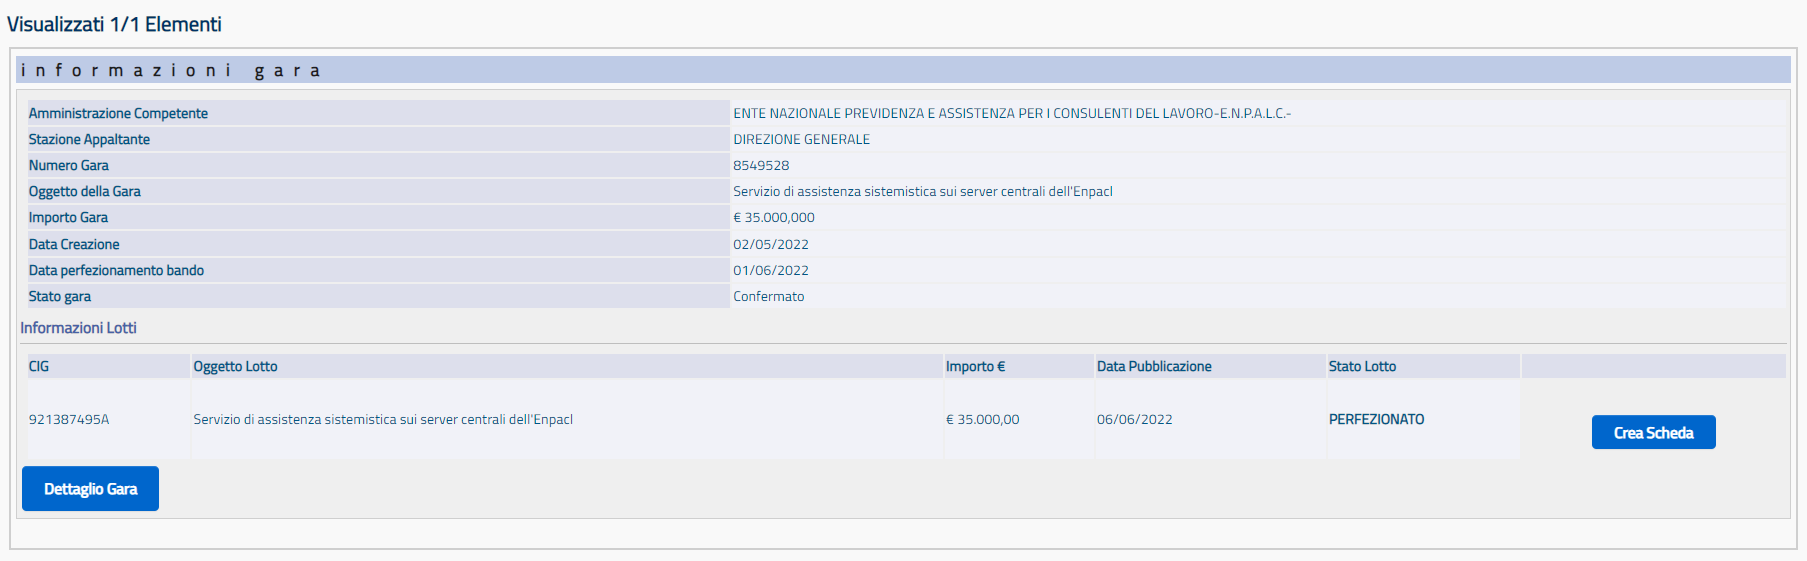 Visualizzati 1/1 Elementi
informazioni gara
Amministrazione Competente ENTE NAZIONALE PREVIDENZA E ASSISTENZA PER I CONSULENTI DEL LAVORO-E.N.P.A.L.C.-
Stazione Appaltante DIREZIONE GENERALE
Numero Gara 8549528
Oggetto della Gara Servizio di assistenza sistemistica sui server centrali dell'Enpacl
Importo Gara € 35.000,000
Data Creazione 02/05/2022
Data perfezionamento bando 01/06/2022
Stato gara Confermato
Informazioni Lotti
CIG Oggetto Lotto Importo € Data Pubblicazione Stato Lotto
921387495A Servizio di assistenza sistemistica sui server centrali dell'Enpacl € 35.000,00 06/06/2022 PERFEZIONATO
Crea Scheda
Dettaglio Gara